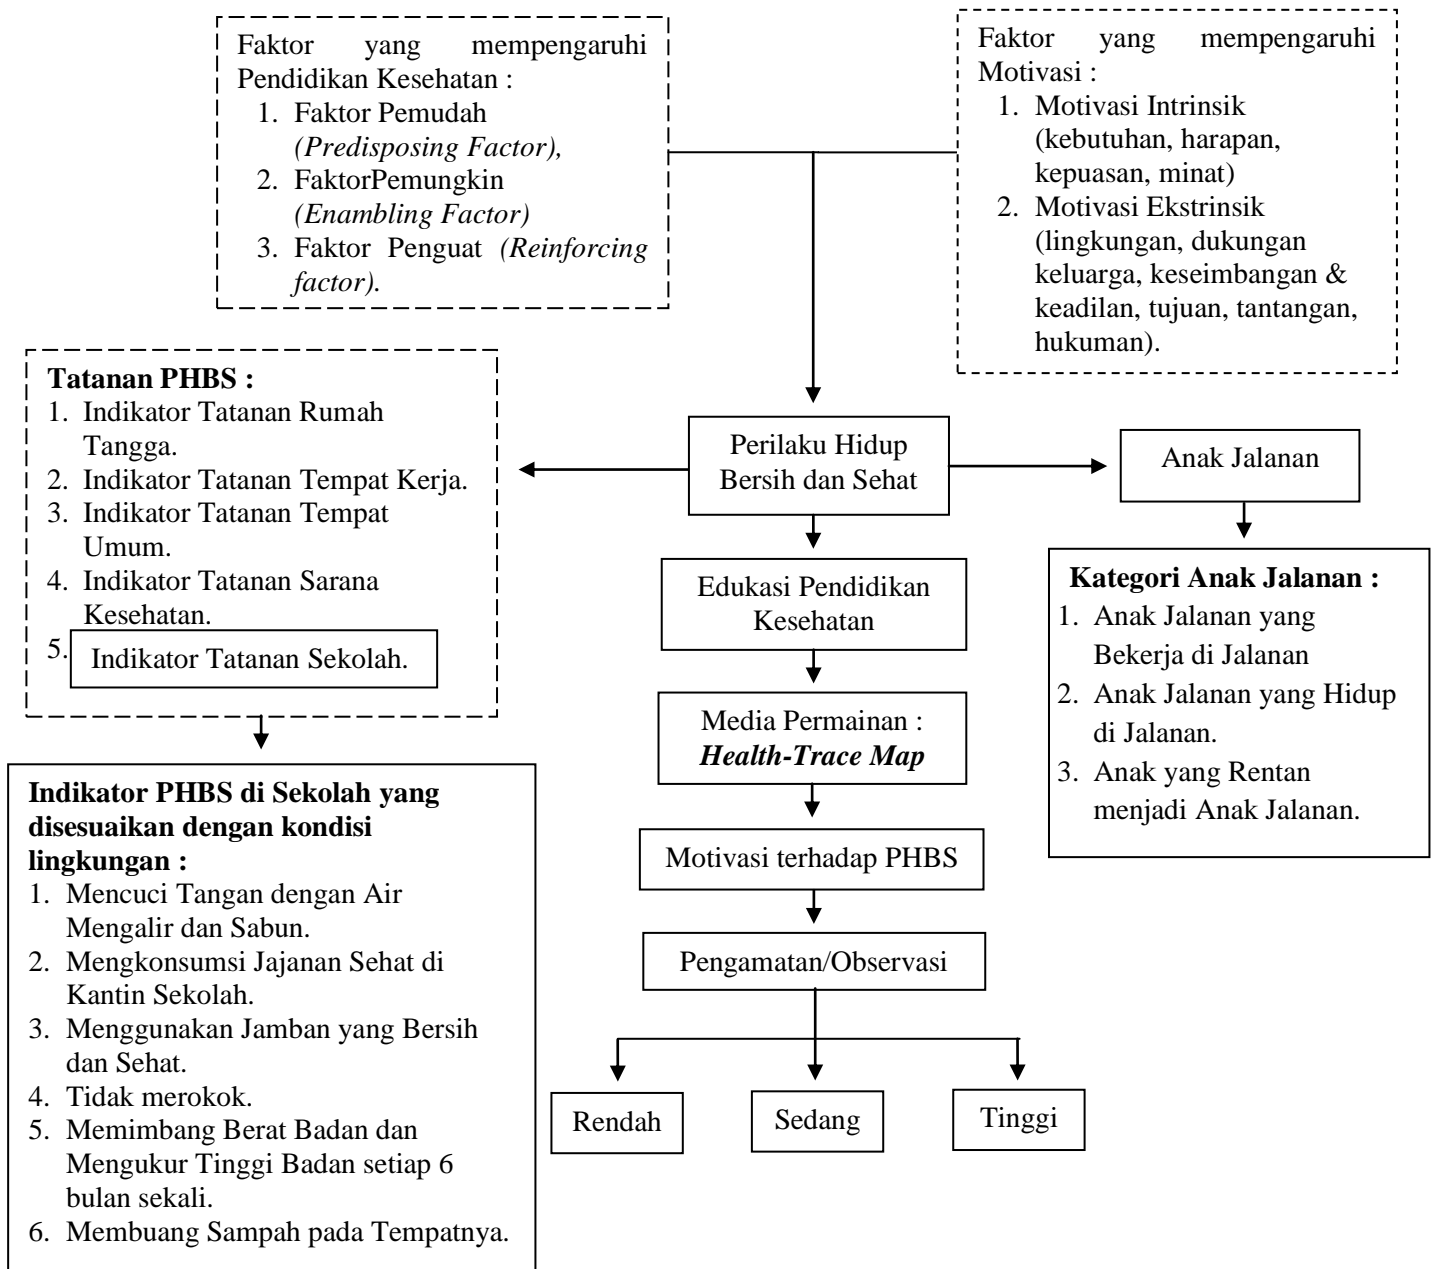 Faktor yang mempengaruhi
Pendidikan Kesehatan :
1. Faktor Pemudah
(Predisposing Factor),
2. FaktorPemungkin
(Enambling Factor)
3. Faktor Penguat (Reinforcing
factor).
Faktor yang mempengaruhi
Motivasi :
1. Motivasi Intrinsik
(kebutuhan, harapan,
kepuasan, minat)
2. Motivasi Ekstrinsik
(lingkungan, dukungan
keluarga, keseimbangan &
keadilan, tujuan, tantangan,
hukuman).
Tatanan PHBS :
1. Indikator Tatanan Rumah
Tangga.
2. Indikator Tatanan Tempat Kerja.
3. Indikator Tatanan Tempat
Umum.
4. Indikator Tatanan Sarana
Kesehatan.
5. Indikator Tatanan Sekolah.
Perilaku Hidup
Bersih dan Sehat
Anak Jalanan
Edukasi Pendidikan
Kesehatan
Kategori Anak Jalanan :
1. Anak Jalanan yang
Bekerja di Jalanan
2. Anak Jalanan yang Hidup
di Jalanan.
3. Anak yang Rentan
menjadi Anak Jalanan.
Media Permainan :
Health-Trace Map
Motivasi terhadap PHBS
Pengamatan/Observasi
Rendah
Sedang
Tinggi
Indikator PHBS di Sekolah yang
disesuaikan dengan kondisi
lingkungan :
1. Mencuci Tangan dengan Air
Mengalir dan Sabun.
2. Mengkonsumsi Jajanan Sehat di
Kantin Sekolah.
3. Menggunakan Jamban yang Bersih
dan Sehat.
4. Tidak merokok.
5. Memimbang Berat Badan dan
Mengukur Tinggi Badan setiap 6
bulan sekali.
6. Membuang Sampah pada Tempatnya.